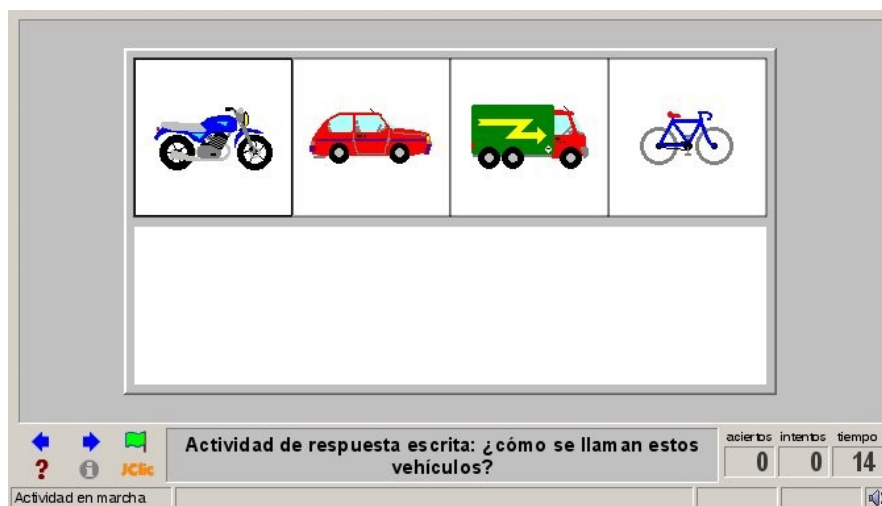 Actividad de respuesta escrita: ¿cómo se llaman estos
vehículos?
aciertos intentos tiempo
0 0 14
? i JClic
Actividad en marcha